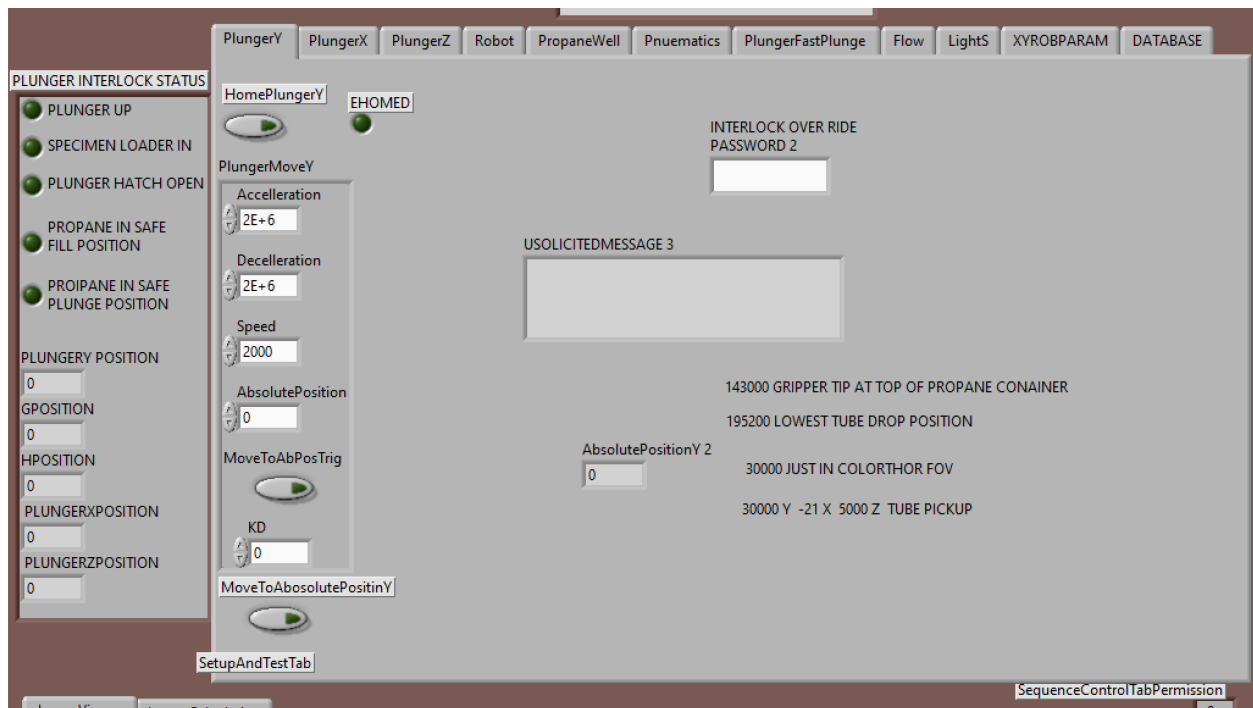 PlungerY PlungerX PlungerZ Robot PropaneWell Pnuematics PlungerFastPlunge Flow LightS XYROBPARAM DATABASE
PLUNGER INTERLOCK STATUS
PLUNGER UP
SPECIMEN LOADER IN
PLUNGER HATCH OPEN
PROPANE IN SAFE
FILL POSITION
PROIPANE IN SAFE
PLUNGE POSITION
PLUNGERY POSITION
0
GPOSITION
0
HPOSITION
0
PLUNGERXPOSITION
0
PLUNGERZPOSITION
0
HomePlungerY
EHOMED
PlungerMoveY
Accelleration
2E+6
Decelleration
2E+6
Speed
2000
AbsolutePosition
0
MoveToAbPosTrig
KD
0
MoveToAbosolutePositinY
SetupAndTestTab
INTERLOCK OVER RIDE
PASSWORD 2
USOLICITEDMESSAGE 3
143000 GRIPPER TIP AT TOP OF PROPANE CONAINER
195200 LOWEST TUBE DROP POSITION
AbsolutePositionY 2
0
30000 JUST IN COLORTHOR FOV
30000 Y -21 X 5000 Z TUBE PICKUP
SequenceControlTabPermission